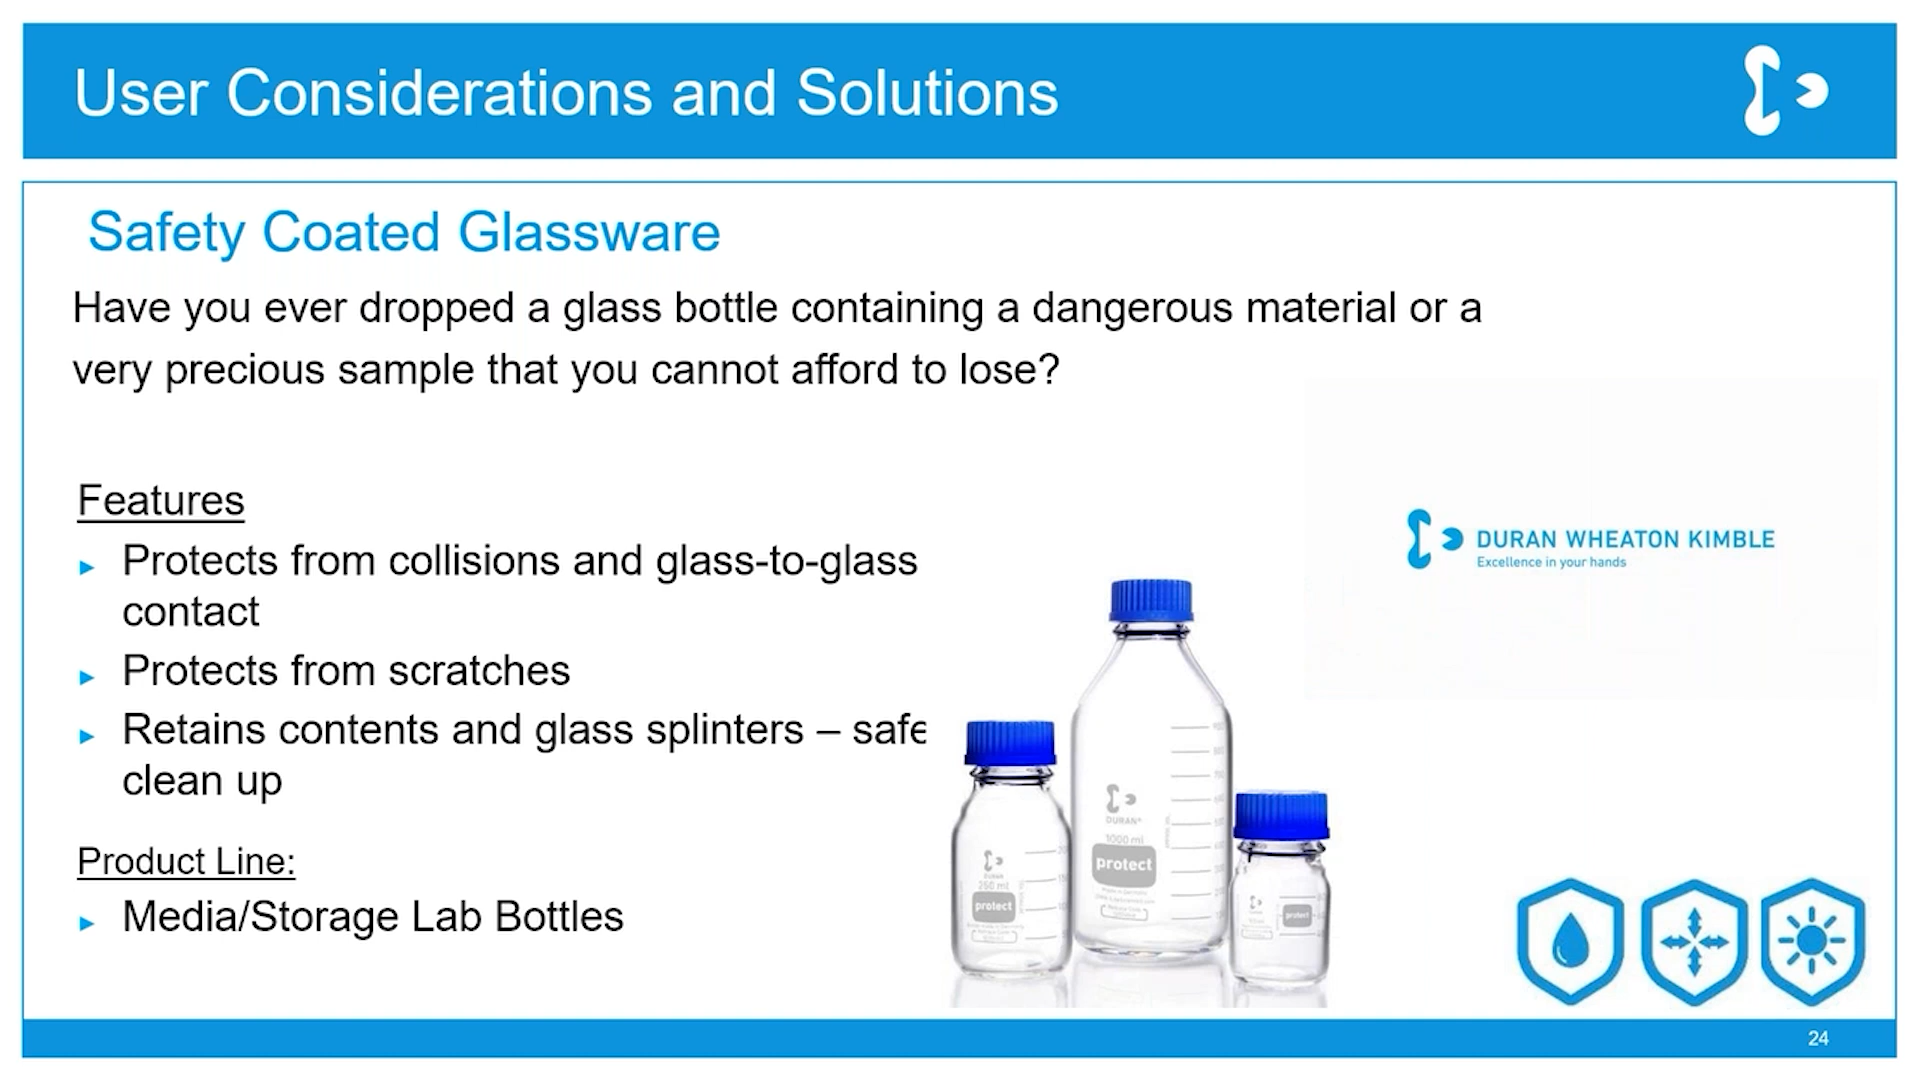 User Considerations and Solutions
Safety Coated Glassware
Have you ever dropped a glass bottle containing a dangerous material or a
very precious sample that you cannot afford to lose?
Features
Protects from collisions and glass-to-glass
contact
Protects from scratches
Retains contents and glass splinters – safe
clean up
Product Line:
Media/Storage Lab Bottles
DURAN WHEATON KIMBLE
Excellence in your hands
DURAN
250 ml
protect
DURAN®
1000 ml
protect
protect
24